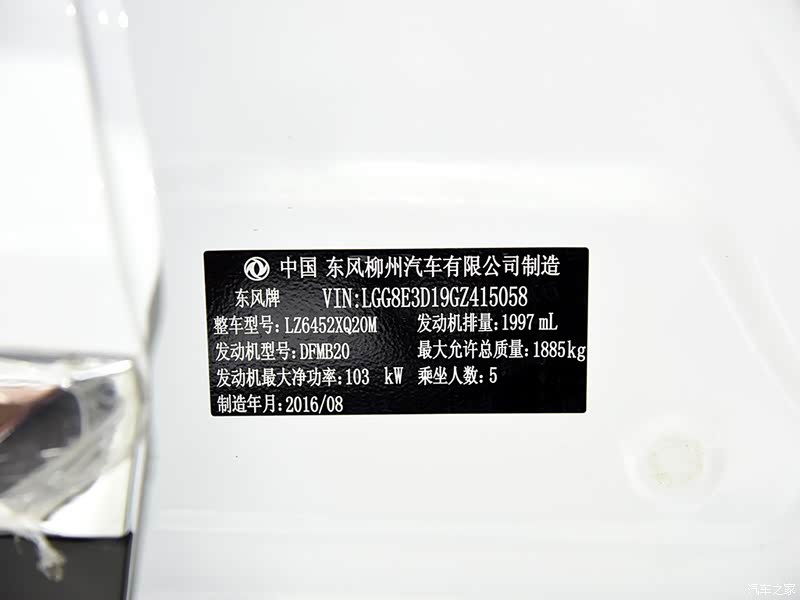 中国 东风柳州汽车有限公司制造
东风牌 VIN:LGG8E3D19GZ415058
整车型号:LZ6452XQ20M 发动机排量:1997 mL
发动机型号:DFMB20 最大允许总质量:1885kg
发动机最大净功率:103 kW 乘坐人数:5
制造年月:2016/08
汽车之家